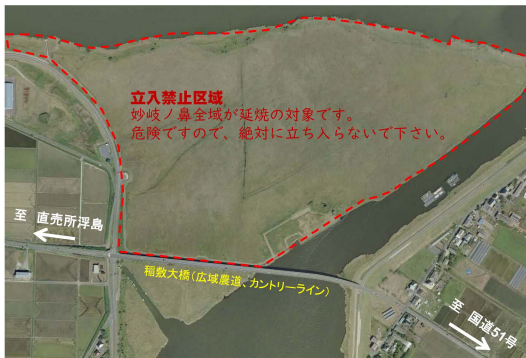 立入禁止区域
妙岐ノ鼻全域が延焼の対象です。
危険ですので、絶対に立ち入らないで下さい。
至 直売所浮島
稲敷大橋(広域農道、カントリーライン)
至 国道51号